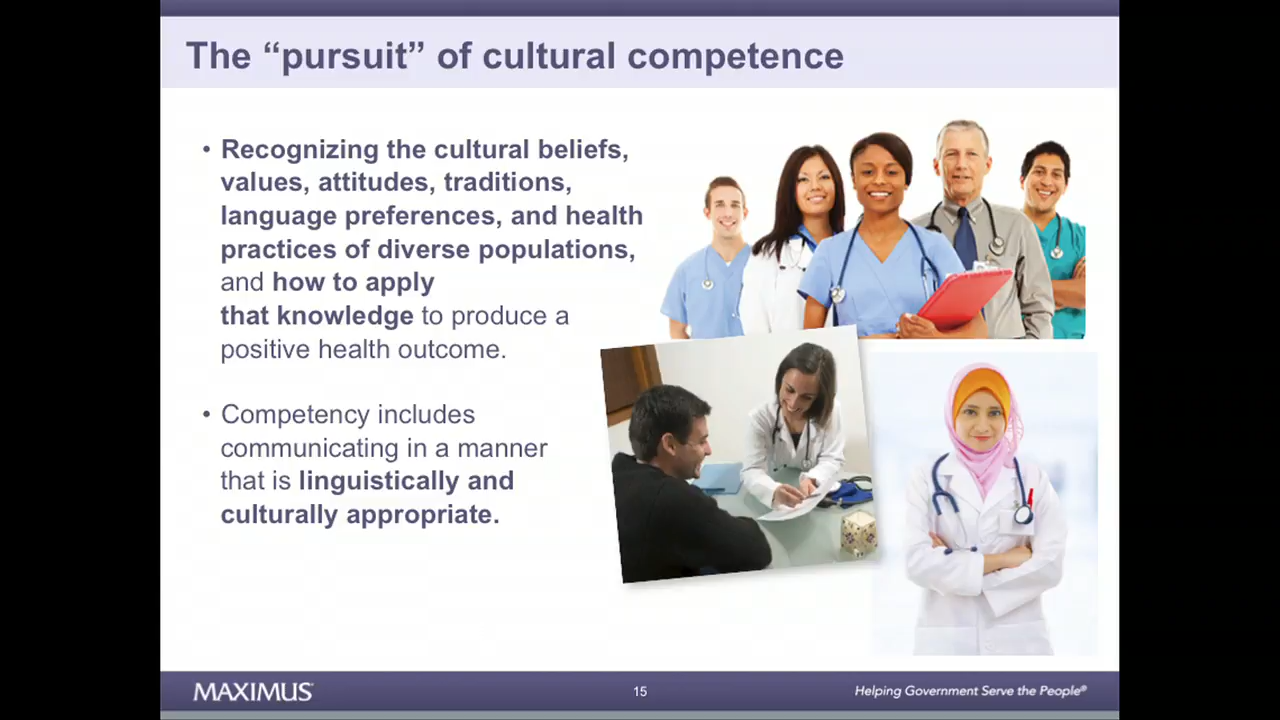 The “pursuit” of cultural competence
• Recognizing the cultural beliefs,
values, attitudes, traditions,
language preferences, and health
practices of diverse populations,
and how to apply
that knowledge to produce a
positive health outcome.
• Competency includes
communicating in a manner
that is linguistically and
culturally appropriate.
MAXIMUS
15
Helping Government Serve the People®